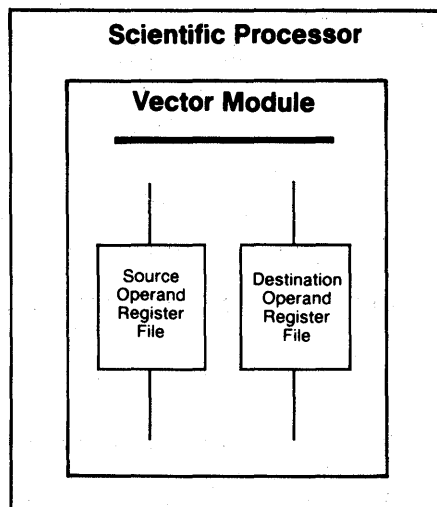 Scientific Processor
Vector Module
Source
Operand
Register
File
Destination
Operand
Register
File